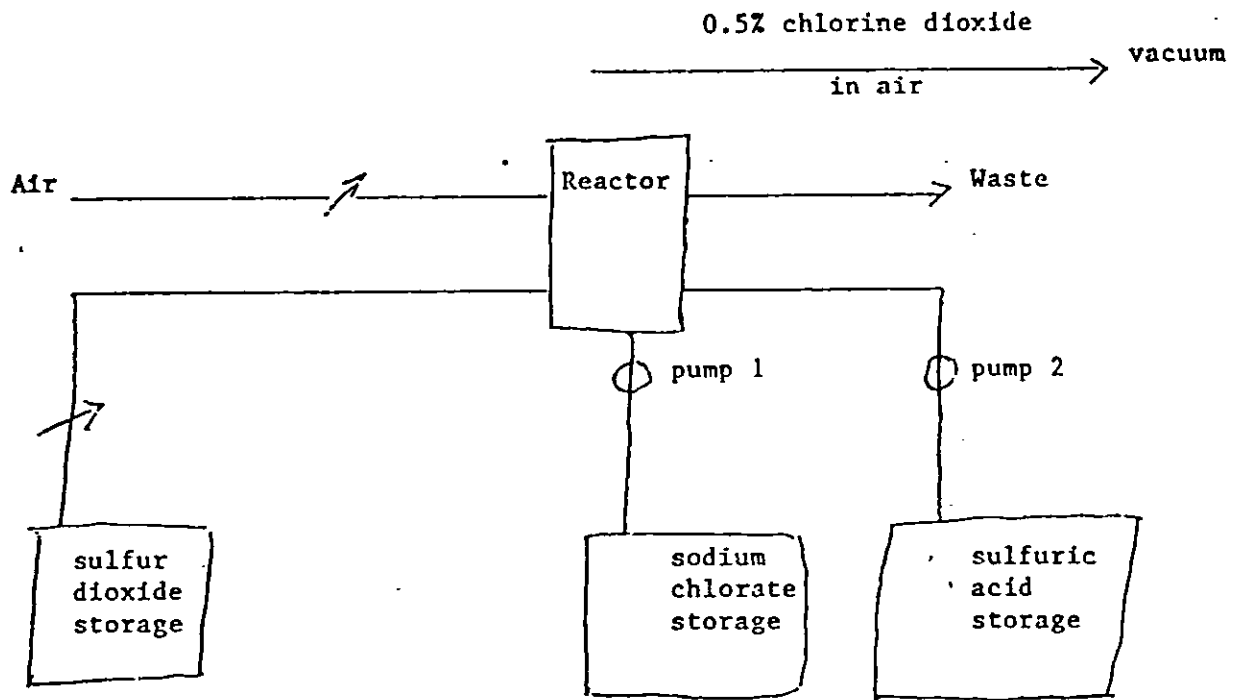 0.5% chlorine dioxide
in air
vacuum
Air
Reactor
Waste
pump 1
pump 2
sulfur
dioxide
storage
sodium
chlorate
storage
sulfuric
acid
storage